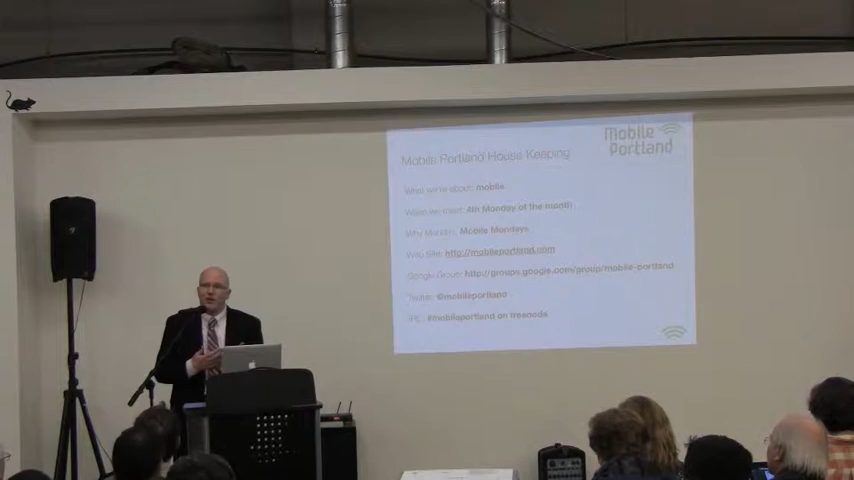 Mobile
Portland
Mobile Portland House Keeping
What we're about: mobile
When we meet: 4th Monday of the month
Why Monday: Mobile Mondays
Web Site: http://mobileportland.com
Google Group: http://groups.google.com/group/mobile-portland
Twitter: @mobileportland
IRC: #mobileportland on freenode